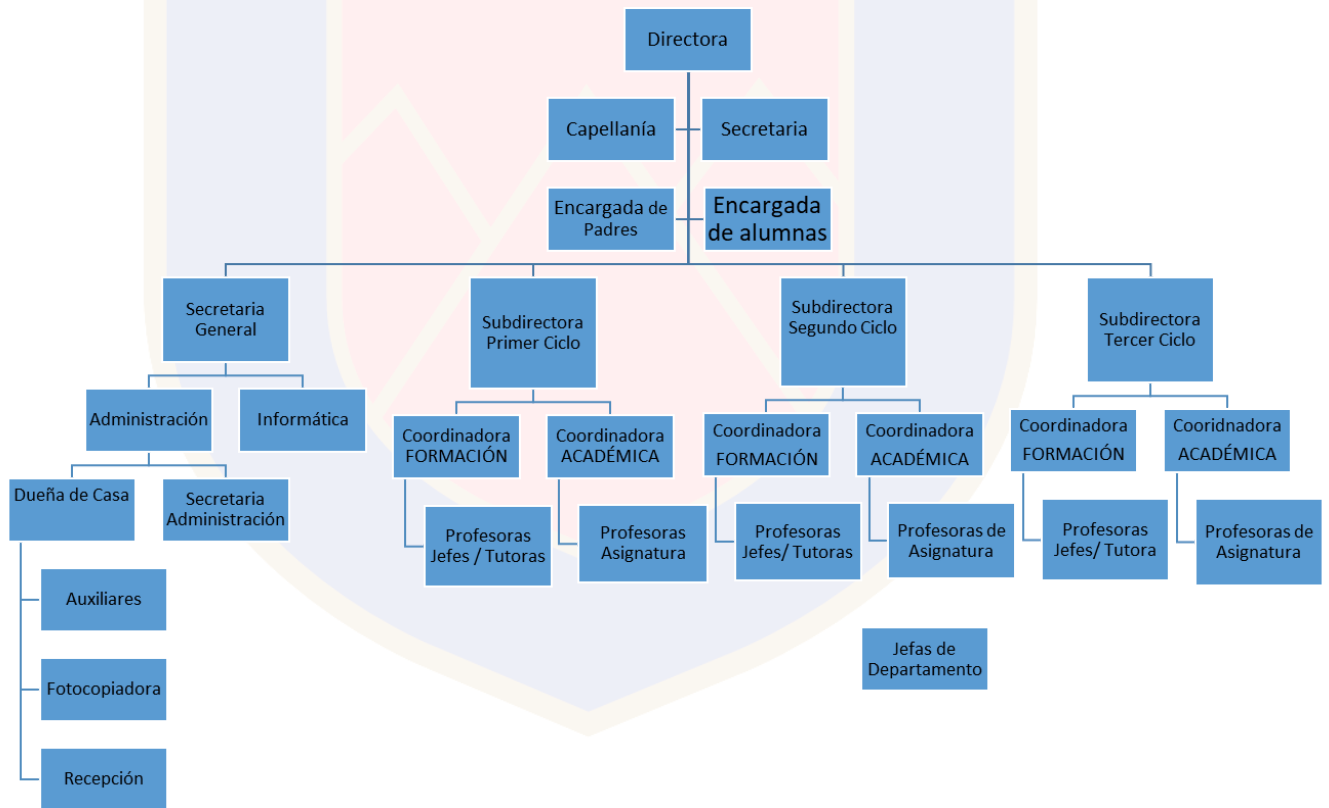 Directora
Capellanía
Secretaria
Encargada de
Padres
Encargada
de alumnas
Secretaria
General
Subdirectora
Primer Ciclo
Subdirectora
Segundo Ciclo
Subdirectora
Tercer Ciclo
Administración
Informática
Coordinadora
FORMACIÓN
Coordinadora
ACADÉMICA
Coordinadora
FORMACIÓN
Coordinadora
ACADÉMICA
Coordinadora
FORMACIÓN
Cooridnadora
ACADÉMICA
Dueña de Casa
Secretaria
Administración
Profesoras
Jefes / Tutoras
Profesoras
Asignatura
Profesoras
Jefes/ Tutoras
Profesoras de
Asignatura
Profesoras
Jefes/ Tutora
Profesoras de
Asignatura
Auxiliares
Jefas de
Departamento
Fotocopiadora
Recepción